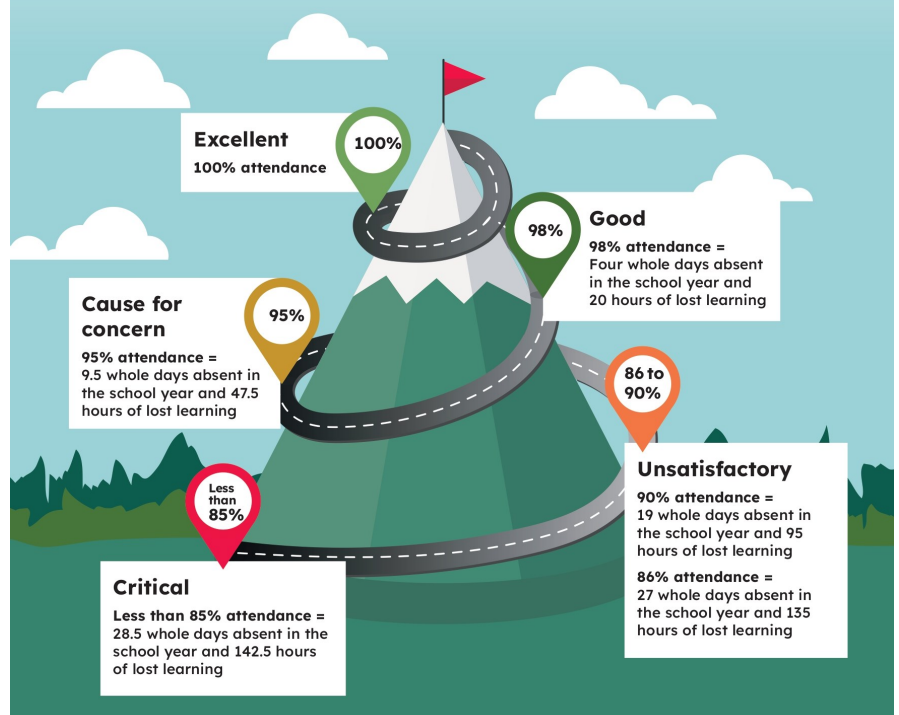 Excellent
100% attendance
100%
98%
Good
98% attendance =
Four whole days absent
in the school year and
20 hours of lost learning
Cause for
concern
95% attendance =
9.5 whole days absent in
the school year and 47.5
hours of lost learning
95%
86 to
90%
Unsatisfactory
90% attendance =
19 whole days absent in
the school year and 95
hours of lost learning
86% attendance =
27 whole days absent in
the school year and 135
hours of lost learning
Less
than
85%
Critical
Less than 85% attendance =
28.5 whole days absent in the
school year and 142.5 hours
of lost learning